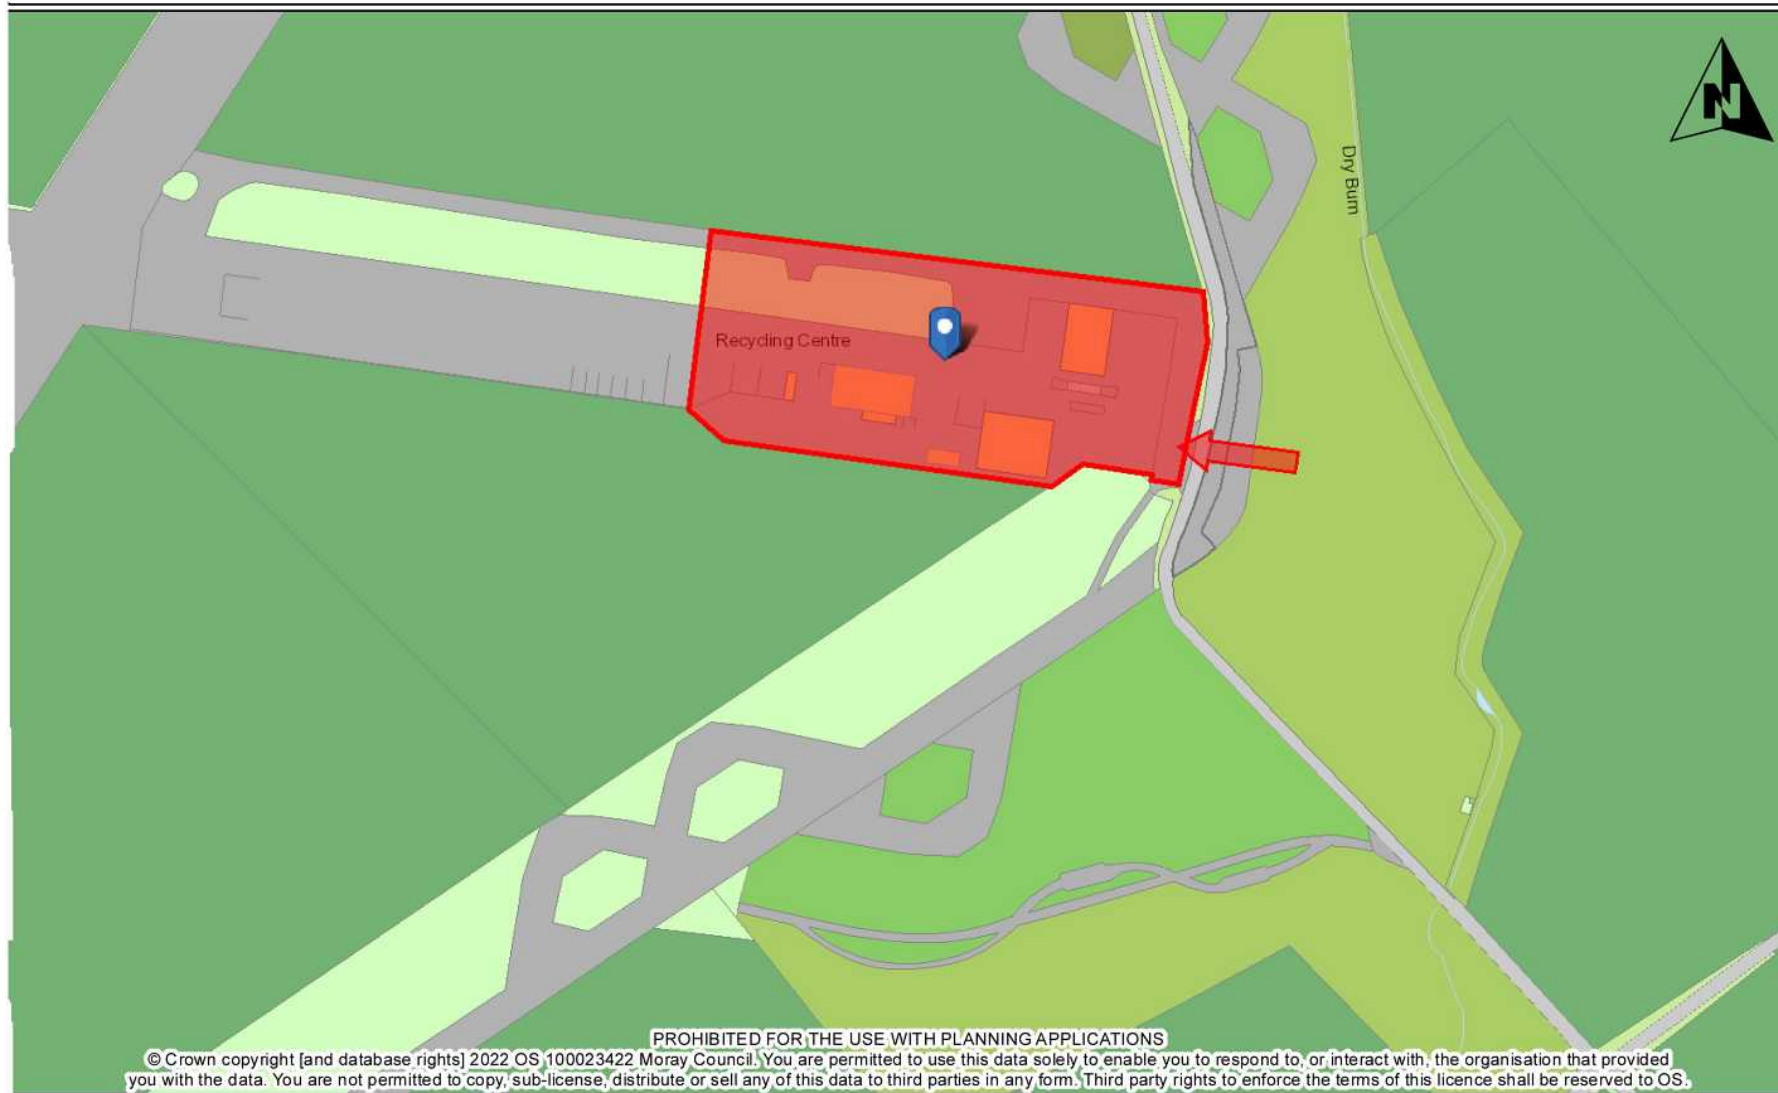 N
Dry Burn
Recycling Centre
PROHIBITED FOR THE USE WITH PLANNING APPLICATIONS
© Crown copyright [and database rights] 2022 OS 100023422 Moray Council. You are permitted to use this data solely to enable you to respond to, or interact with, the organisation that provided
you with the data. You are not permitted to copy, sub-license, distribute or sell any of this data to third parties in any form. Third party rights to enforce the terms of this licence shall be reserved to OS.